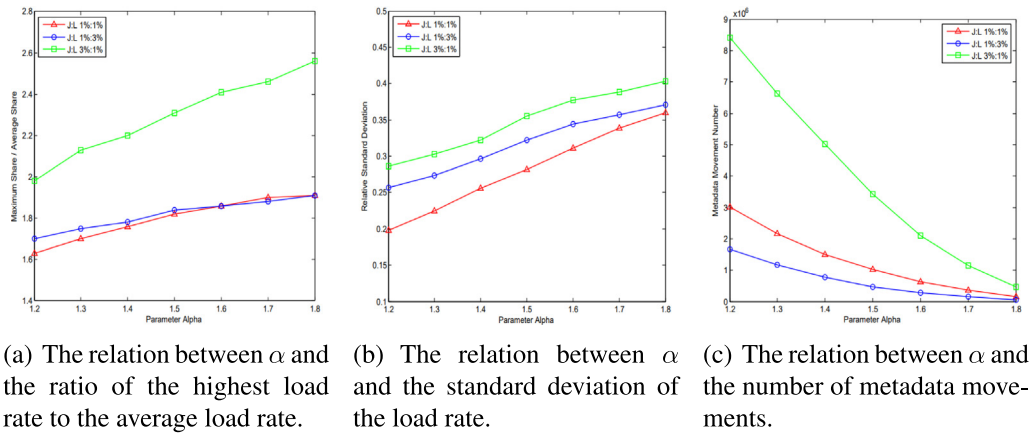 2.8
2.6
2.4
2.2
2
1.8
1.6
1.4
Maximum Share / Average Share
J:L 1%:1%
J:L 1%:3%
J:L 3%:1%
1.2 1.3 1.4 1.5 1.6 1.7 1.8
Parameter Alpha
0.5
0.45
0.4
0.35
0.3
0.25
0.2
0.15
0.1
Relative Standard Deviation
J:L 1%:1%
J:L 1%:3%
J:L 3%:1%
1.2 1.3 1.4 1.5 1.6 1.7 1.8
Parameter Alpha
x10⁶
9
8
7
6
5
4
3
2
1
0
Metadata Movement Number
J:L 1%:1%
J:L 1%:3%
J:L 3%:1%
1.2 1.3 1.4 1.5 1.6 1.7 1.8
Parameter Alpha
(a) The relation between α and
the ratio of the highest load
rate to the average load rate.
(b) The relation between α
and the standard deviation of
the load rate.
(c) The relation between α and
the number of metadata move-
ments.